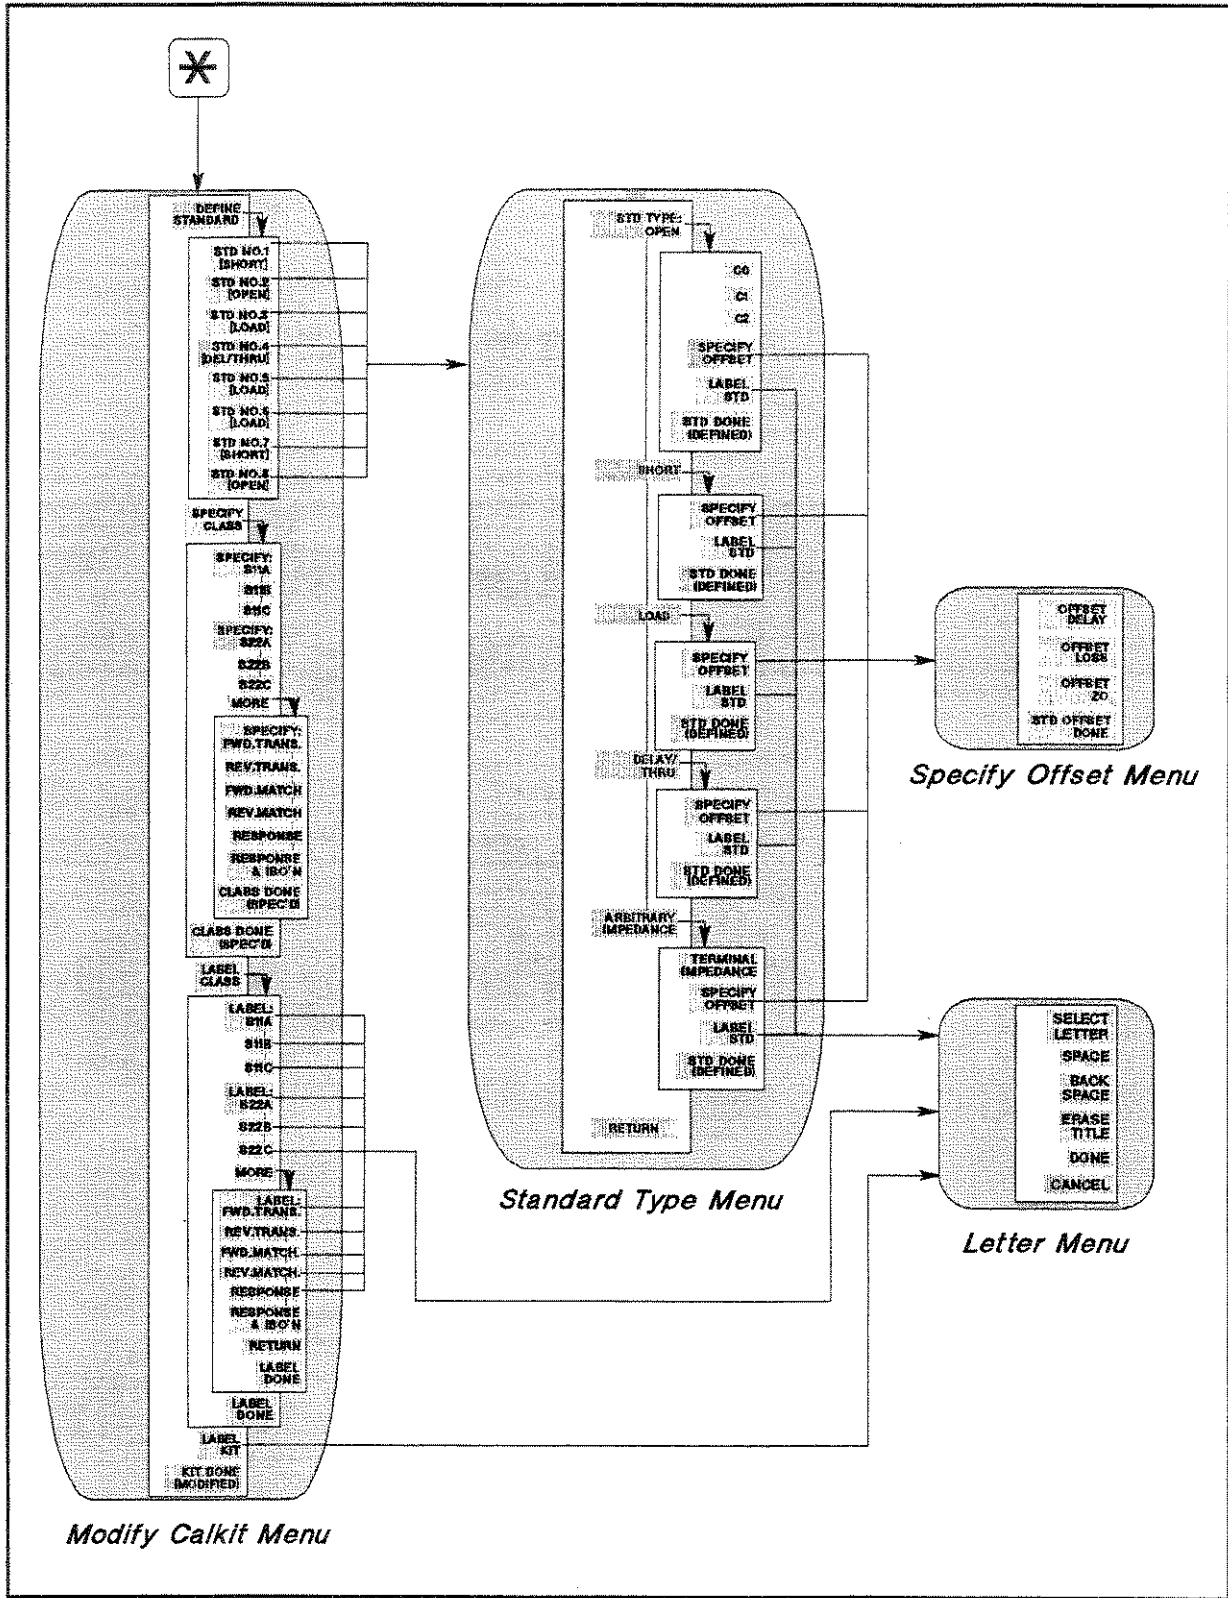 DEFINE
STANDARD
STD NO.1
[SHORT]
STD NO.2
[OPEN]
STD NO.3
[LOAD]
STD NO.4
[DEL/THRU]
STD NO.5
[LOAD]
STD NO.6
[LOAD]
STD NO.7
[SHORT]
STD NO.8
[OPEN]
SPECIFY
CLASS
SPECIFY:
S11A
S11B
S11C
SPECIFY:
S22A
S22B
S22C
MORE
SPECIFY:
FWD.TRANS.
REV.TRANS.
FWD.MATCH
REV.MATCH
RESPONSE
RESPONSE
& ISO'N
CLASS DONE
(SPEC'D)
CLASS DONE
(SPEC'D)
LABEL
CLASS
LABEL:
S11A
S11B
S11C
LABEL:
S22A
S22B
S22C
MORE
LABEL:
FWD.TRANS.
REV.TRANS.
FWD.MATCH.
REV.MATCH.
RESPONSE
RESPONSE
& ISO'N
RETURN
LABEL
DONE
LABEL
DONE
LABEL
KIT
KIT DONE
(MODIFIED)
Modify Calkit Menu
STD TYPE:
OPEN
C0
C1
C2
SPECIFY
OFFSET
LABEL
STD
STD DONE
(DEFINED)
SHORT
SPECIFY
OFFSET
LABEL
STD
STD DONE
(DEFINED)
LOAD
SPECIFY
OFFSET
LABEL
STD
STD DONE
(DEFINED)
DELAY/
THRU
SPECIFY
OFFSET
LABEL
STD
STD DONE
(DEFINED)
ARBITRARY
IMPEDANCE
TERMINAL
IMPEDANCE
SPECIFY
OFFSET
LABEL
STD
STD DONE
(DEFINED)
RETURN
Standard Type Menu
OFFSET
DELAY
OFFSET
LOSS
OFFSET
Z0
STD OFFSET
DONE
Specify Offset Menu
SELECT
LETTER
SPACE
BACK
SPACE
ERASE
TITLE
DONE
CANCEL
Letter Menu